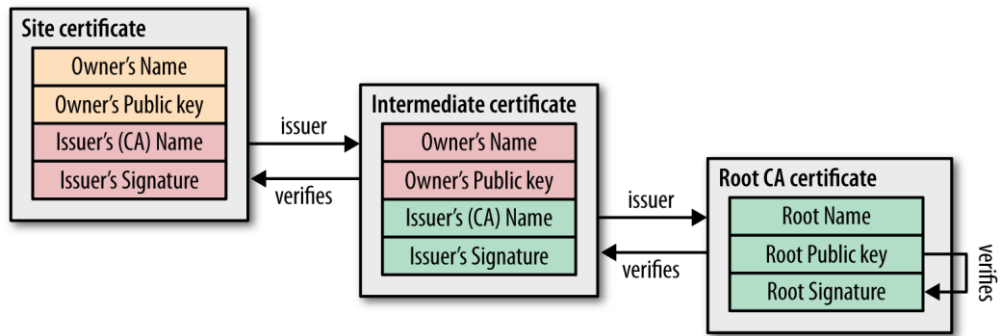 Site certificate
Owner's Name
Owner's Public key
Issuer's (CA) Name
Issuer's Signature
issuer
verifies
Intermediate certificate
Owner's Name
Owner's Public key
Issuer's (CA) Name
Issuer's Signature
issuer
verifies
Root CA certificate
Root Name
Root Public key
Root Signature
verifies